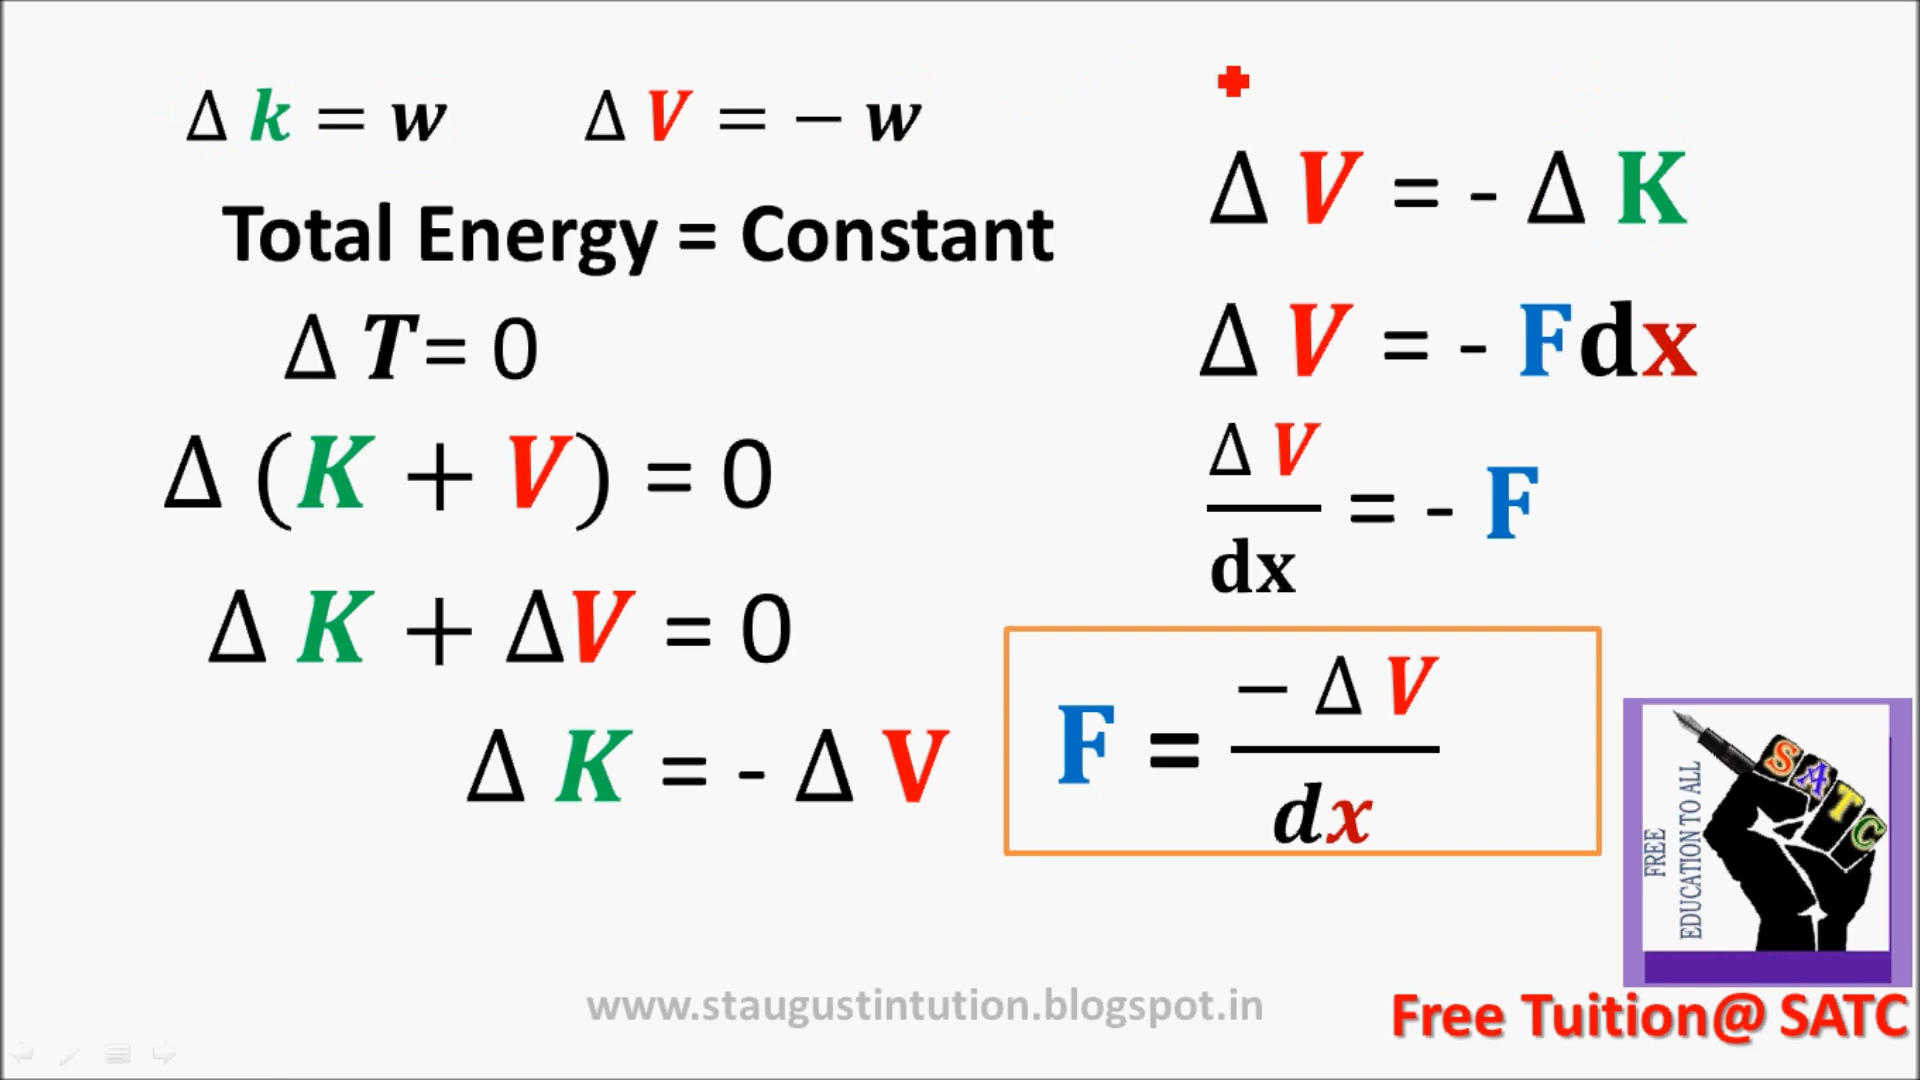 Δ k = w    Δ V = − w
Total Energy = Constant
Δ T= 0
Δ (K + V) = 0
Δ K + ΔV = 0
Δ K = - Δ V
Δ V = - Δ K
Δ V = - Fdx
Δ V / dx = - F
F = − Δ V / dx
FREE
EDUCATION TO ALL
SATC
www.staugustintution.blogspot.in
Free Tuition@ SATC